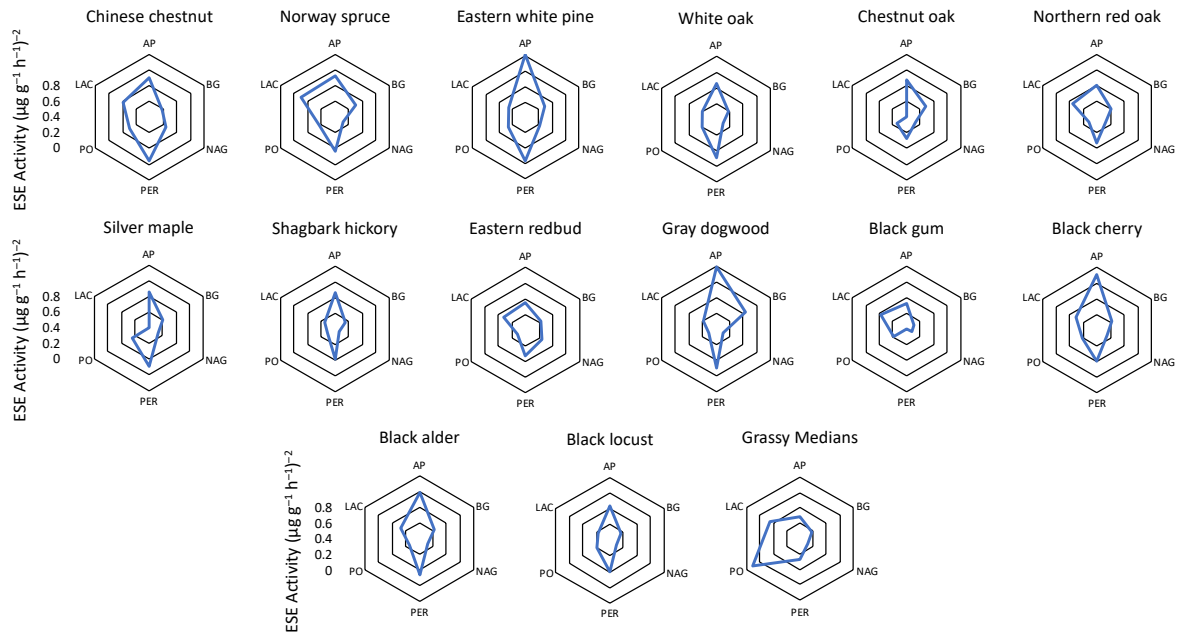 Chinese chestnut
Norway spruce
Eastern white pine
White oak
Chestnut oak
Northern red oak
ESE Activity (µg g⁻¹ h⁻¹)⁻²
0.8
0.6
0.4
0.2
0
AP
BG
NAG
PER
PO
LAC
AP
BG
NAG
PER
PO
LAC
AP
BG
NAG
PER
PO
LAC
AP
BG
NAG
PER
PO
LAC
AP
BG
NAG
PER
PO
LAC
AP
BG
NAG
PER
PO
LAC
Silver maple
Shagbark hickory
Eastern redbud
Gray dogwood
Black gum
Black cherry
ESE Activity (µg g⁻¹ h⁻¹)⁻²
0.8
0.6
0.4
0.2
0
AP
BG
NAG
PER
PO
LAC
AP
BG
NAG
PER
PO
LAC
AP
BG
NAG
PER
PO
LAC
AP
BG
NAG
PER
PO
LAC
AP
BG
NAG
PER
PO
LAC
AP
BG
NAG
PER
PO
LAC
Black alder
Black locust
Grassy Medians
ESE Activity (µg g⁻¹ h⁻¹)⁻²
0.8
0.6
0.4
0.2
0
AP
BG
NAG
PER
PO
LAC
AP
BG
NAG
PER
PO
LAC
AP
BG
NAG
PER
PO
LAC